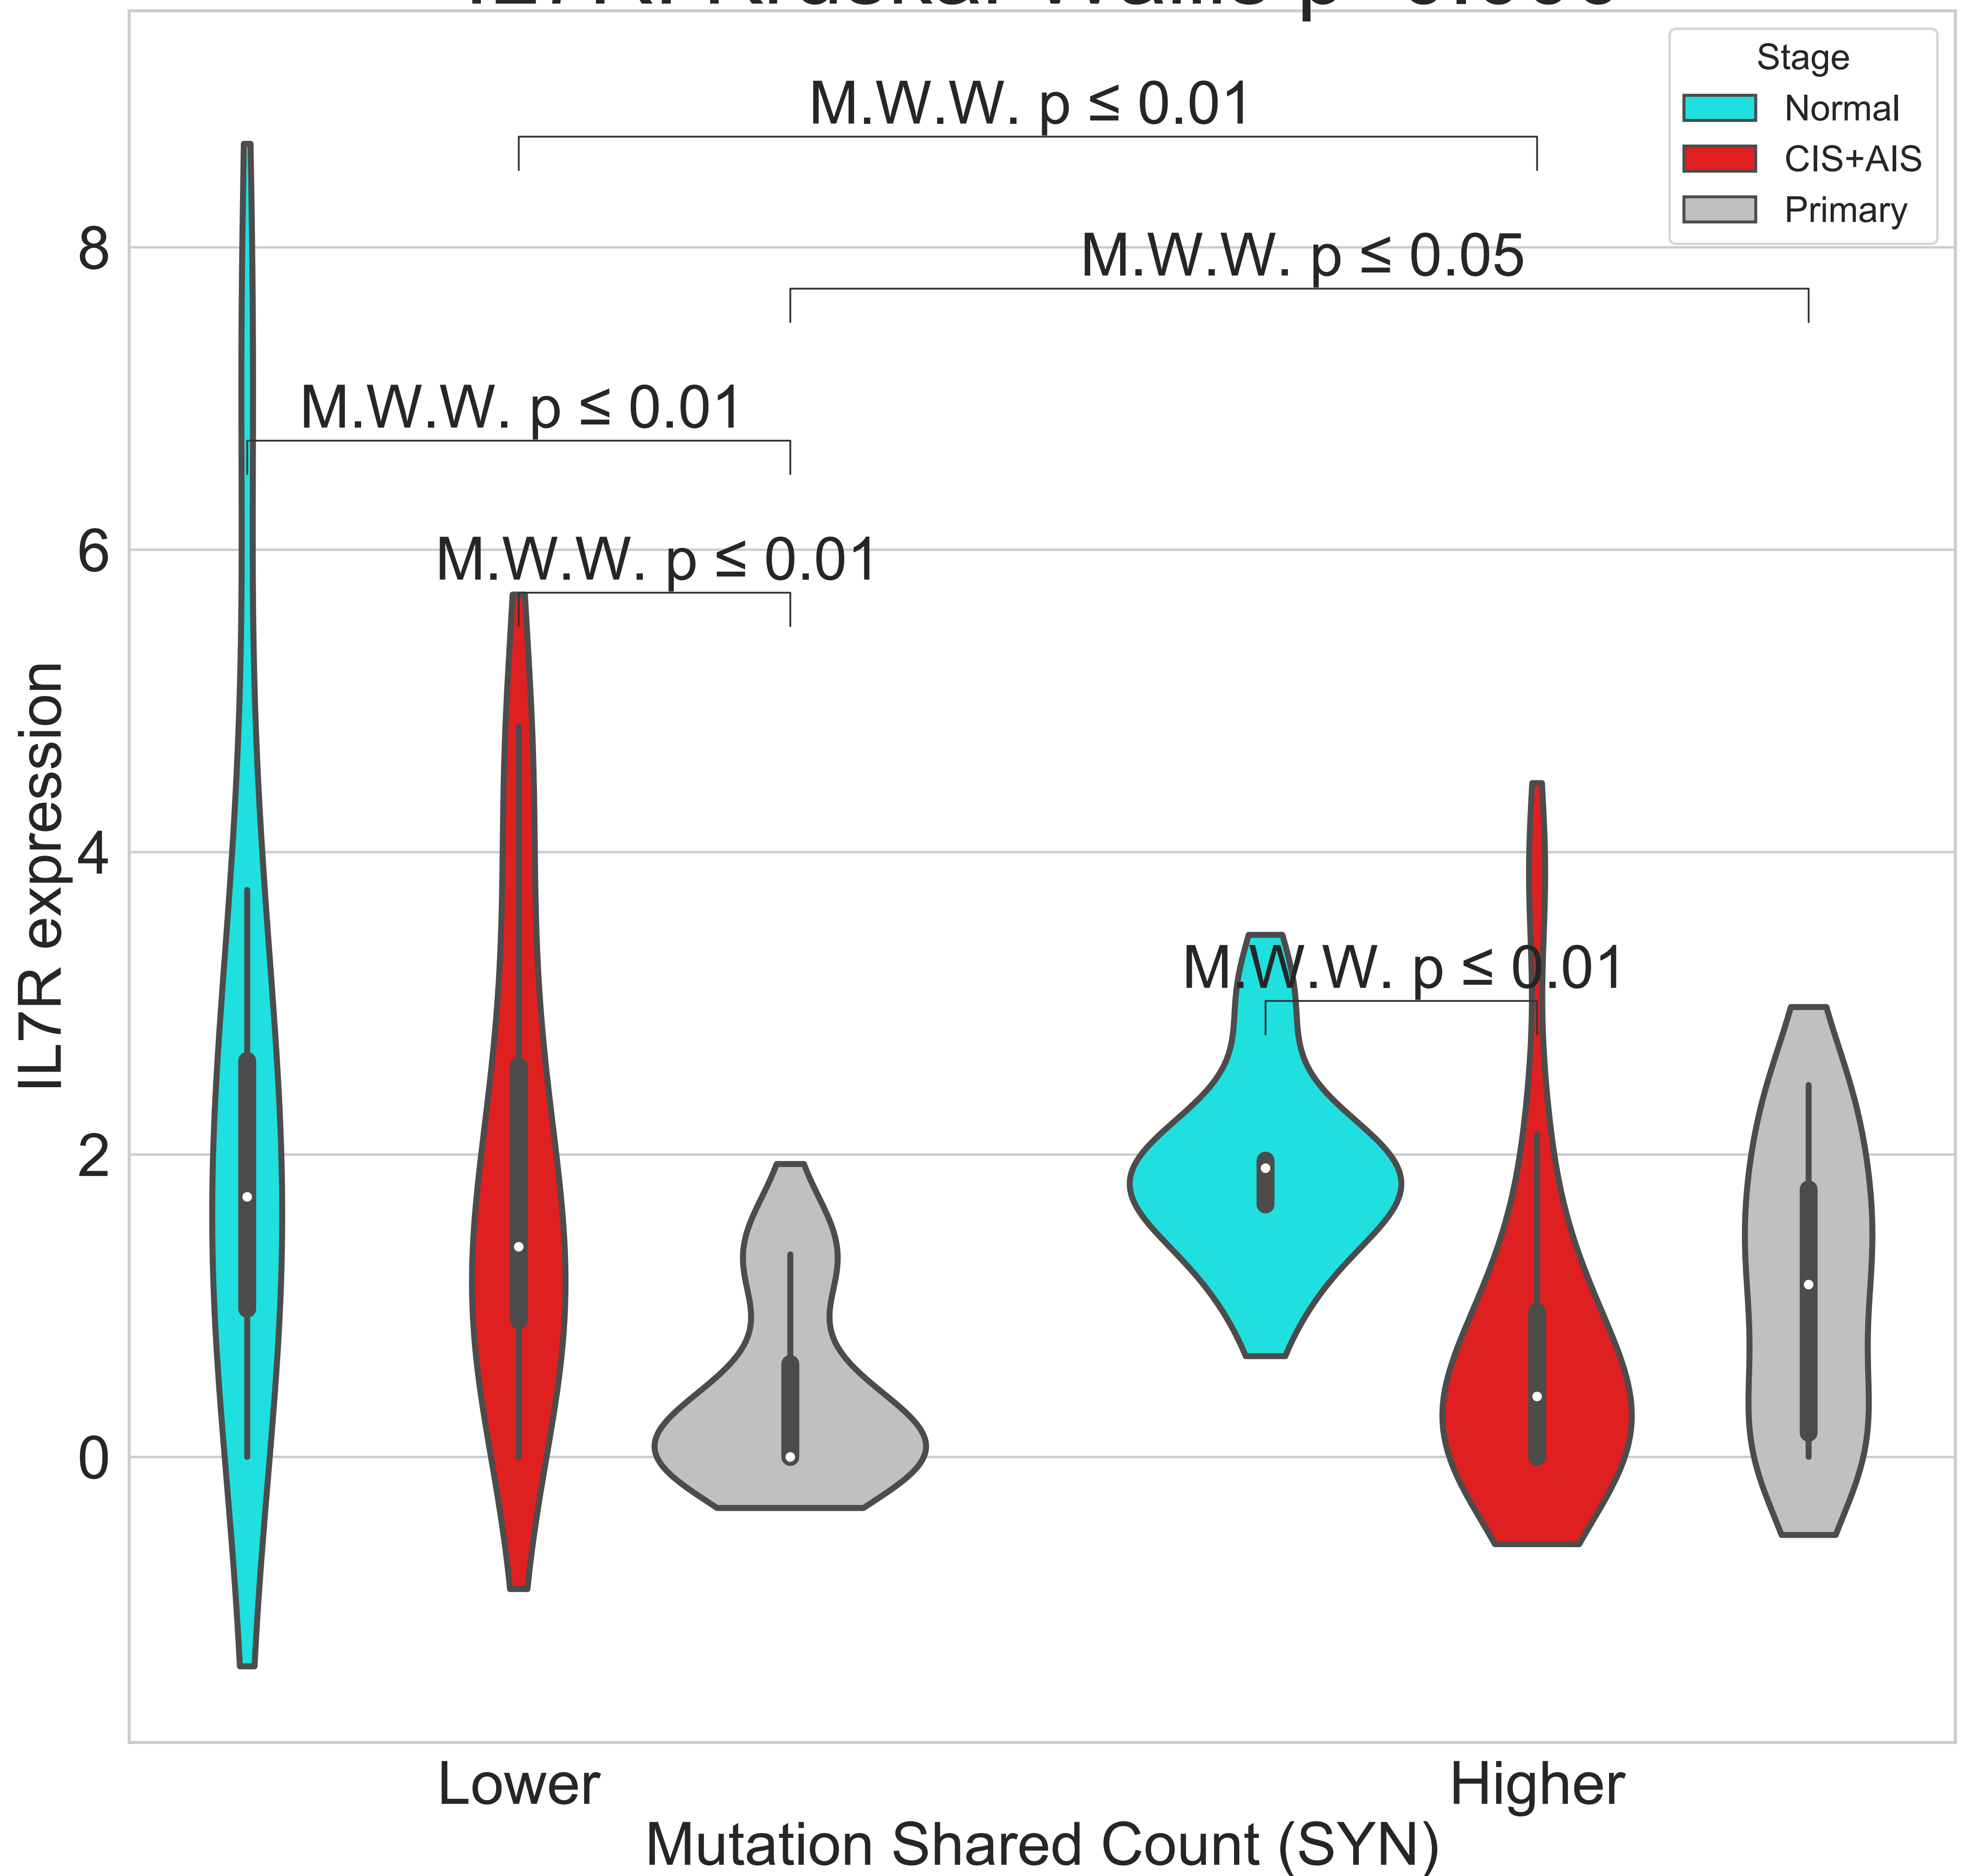 Stage
Normal
CIS+AIS
Primary
M.W.W. p ≤ 0.01
M.W.W. p ≤ 0.05
M.W.W. p ≤ 0.01
M.W.W. p ≤ 0.01
M.W.W. p ≤ 0.01
8
6
4
2
0
IL7R expression
Lower
Higher
Mutation Shared Count (SYN)